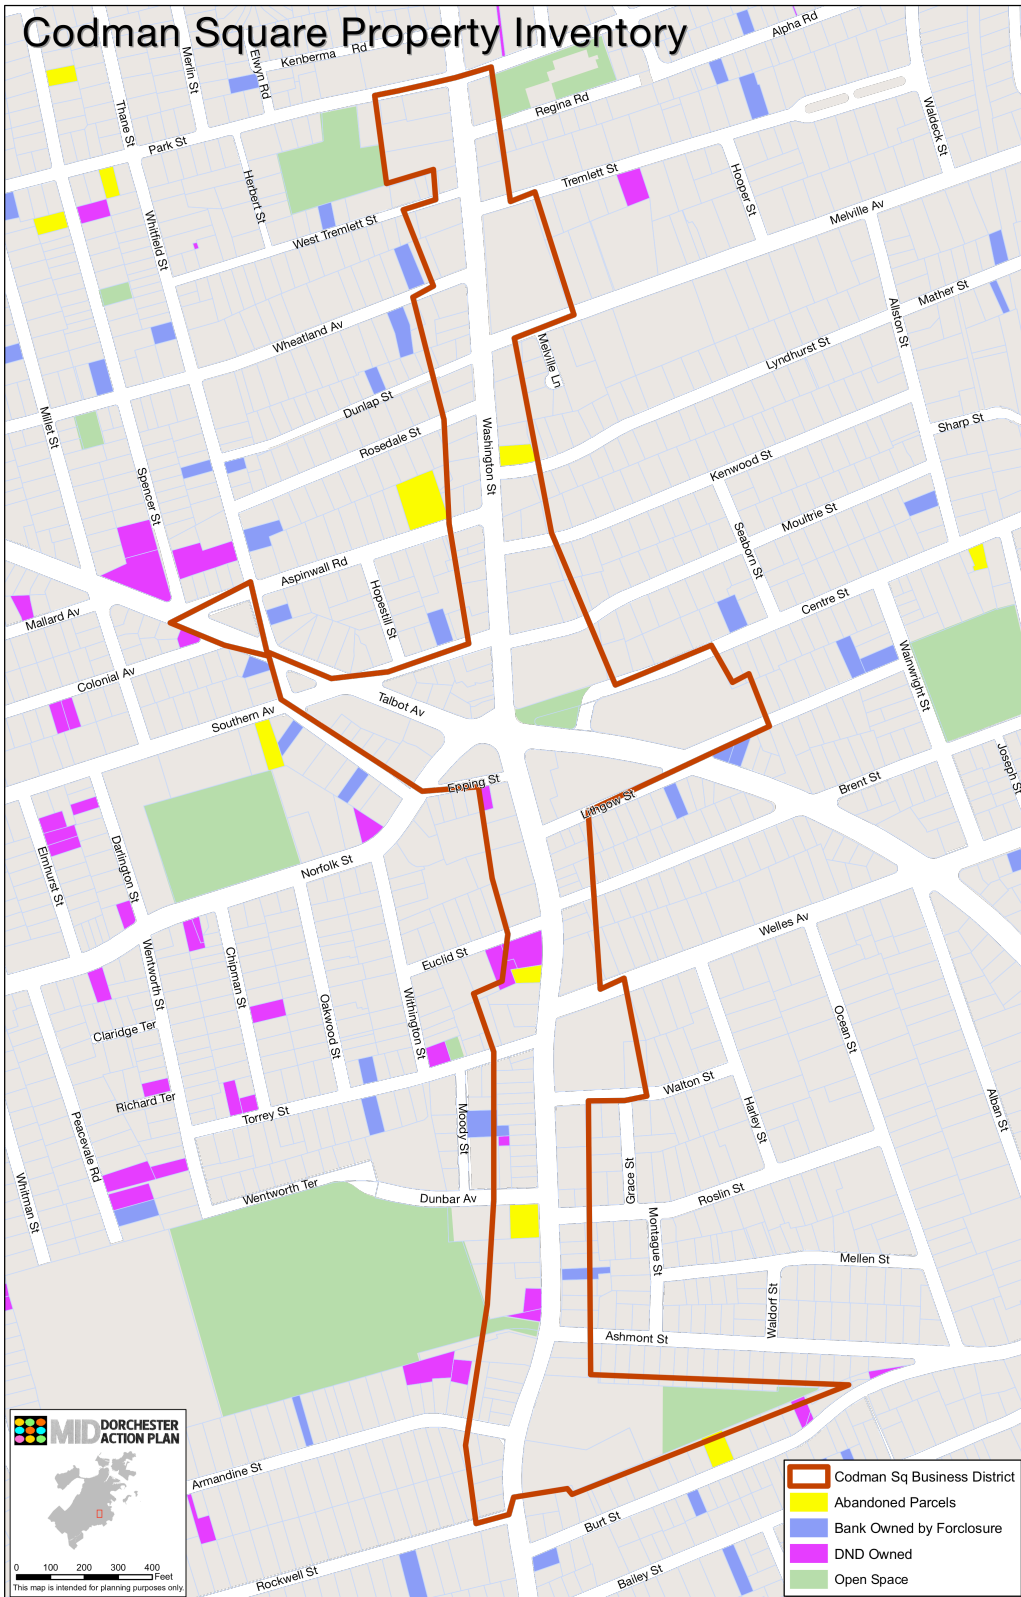 Codman Square Property Inventory
Alpha Rd
Kenberma Rd
Merlin St
Elwyn Rd
Thane St
Regina Rd
Waldeck St
Park St
Herbert St
Tremlett St
Hooper St
Whitfield St
West Tremlett St
Melville Av
Mather St
Allston St
Wheatland Av
Melville Ln
Lyndhurst St
Dunlap St
Millet St
Rosedale St
Washington St
Sharp St
Kenwood St
Spencer St
Moultrie St
Seaborn St
Aspinwall Rd
Hopestill St
Centre St
Mallard Av
Wainwright St
Colonial Av
Talbot Av
Southern Av
Joseph St
Epping St
Brent St
Lithgow St
Elmhurst St
Darlington St
Norfolk St
Welles Av
Euclid St
Wentworth St
Chipman St
Oakwood St
Withington St
Claridge Ter
Ocean St
Walton St
Richard Ter
Torrey St
Moody St
Harley St
Alban St
Peacevale Rd
Grace St
Whitman St
Wentworth Ter
Dunbar Av
Roslin St
Montague St
Mellen St
Waldorf St
Ashmont St
Armandine St
Burt St
Rockwell St
Bailey St
MID DORCHESTER
ACTION PLAN
0 100 200 300 400
Feet
This map is intended for planning purposes only.
Codman Sq Business District
Abandoned Parcels
Bank Owned by Forclosure
DND Owned
Open Space